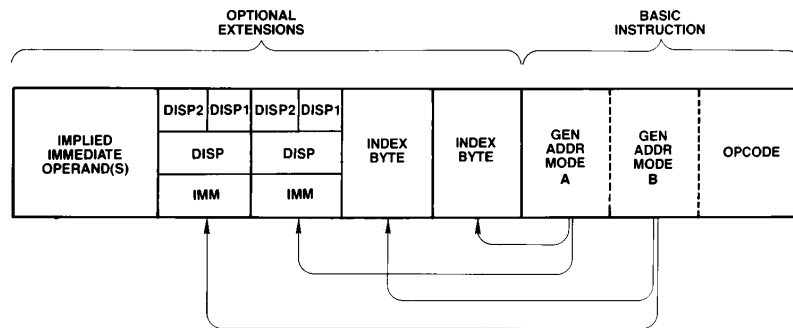 OPTIONAL
EXTENSIONS
BASIC
INSTRUCTION
IMPLIED
IMMEDIATE
OPERAND(S)
DISP2 DISP1
DISP
IMM
DISP2 DISP1
DISP
IMM
INDEX
BYTE
INDEX
BYTE
GEN
ADDR
MODE
A
GEN
ADDR
MODE
B
OPCODE